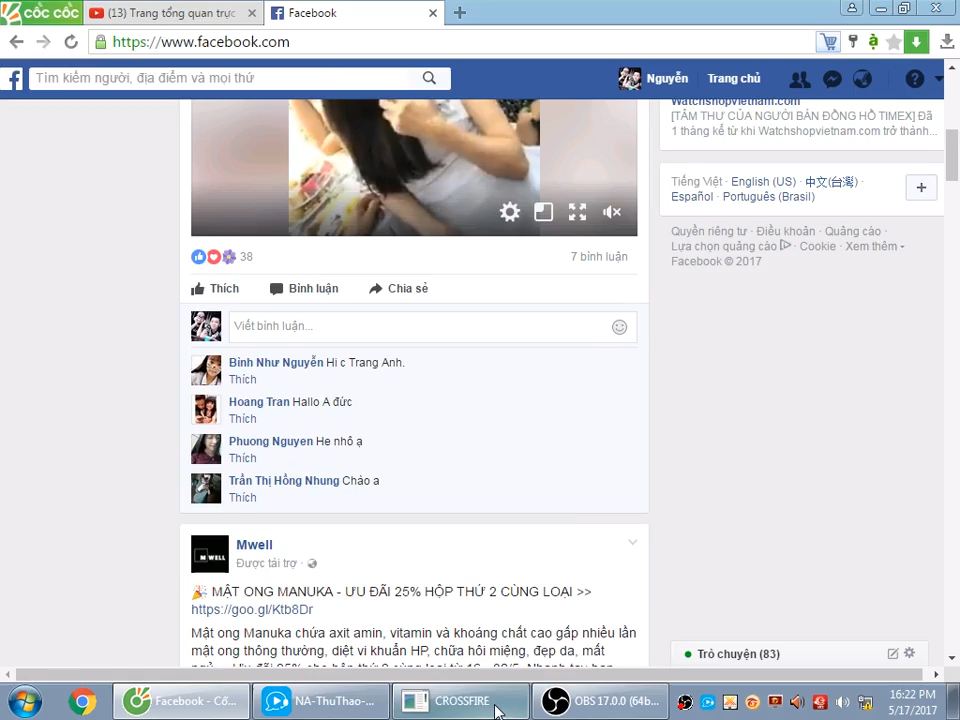 CỐC CỐC
(13) Trang tổng quan trực
Facebook
https://www.facebook.com
Tìm kiếm người, địa điểm và mọi thứ
Nguyễn
Trang chủ
Watchshopvietnam.com
[TÂM THƯ CỦA NGƯỜI BÁN ĐỒNG HỒ TIMEX] Đã
1 tháng kể từ khi Watchshopvietnam.com trở thành...
Tiếng Việt · English (US) · 中文(台灣) ·
Español · Português (Brasil)
Quyền riêng tư · Điều khoản · Quảng cáo ·
Lựa chọn quảng cáo · Cookie · Xem thêm
Facebook © 2017
38
7 bình luận
Thích
Bình luận
Chia sẻ
Viết bình luận...
Bình Như Nguyễn Hi c Trang Anh.
Thích
Hoang Tran Hallo A đức
Thích
Phuong Nguyen He nhô ạ
Thích
Trần Thị Hồng Nhung Chào a
Thích
Mwell
Được tài trợ ·
MẬT ONG MANUKA - ƯU ĐÃI 25% HỘP THỨ 2 CÙNG LOẠI >>
https://goo.gl/Ktb8Dr
Mật ong Manuka chứa axit amin, vitamin và khoáng chất cao gấp nhiều lần
mật ong thông thường, diệt vi khuẩn HP, chữa hôi miệng, đẹp da, mất
Trò chuyện (83)
Facebook - Cố...
NA-ThuThao-...
CROSSFIRE
OBS 17.0.0 (64b...
16:22 PM
5/17/2017